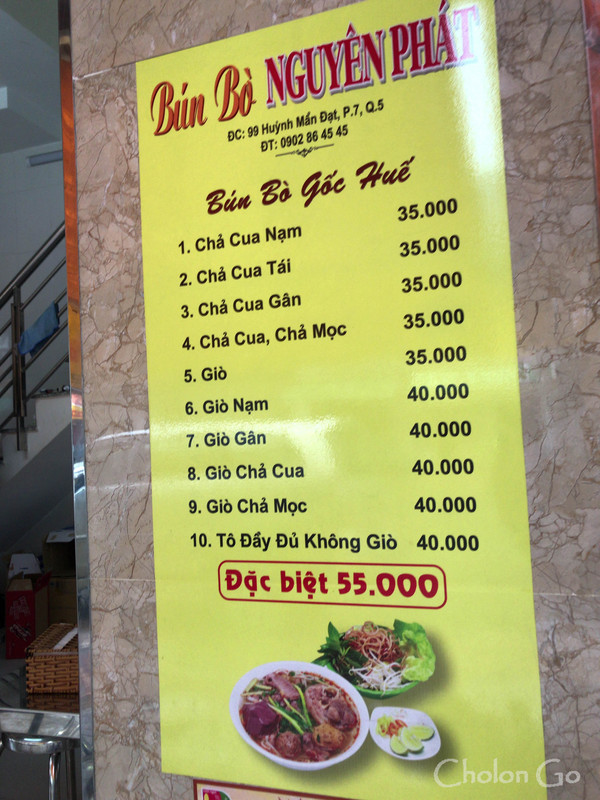 Bún Bò NGUYÊN PHÁT
ĐC: 99 Huỳnh Mẫn Đạt, P.7, Q.5
ĐT: 0902 86 45 45
Bún Bò Gốc Huế
1. Chả Cua Nạm 35.000
2. Chả Cua Tái 35.000
3. Chả Cua Gân 35.000
4. Chả Cua, Chả Mọc 35.000
5. Giò 35.000
6. Giò Nạm 40.000
7. Giò Gân 40.000
8. Giò Chả Cua 40.000
9. Giò Chả Mọc 40.000
10. Tô Đầy Đủ Không Giò 40.000
Đặc biệt 55.000
Cholon Go